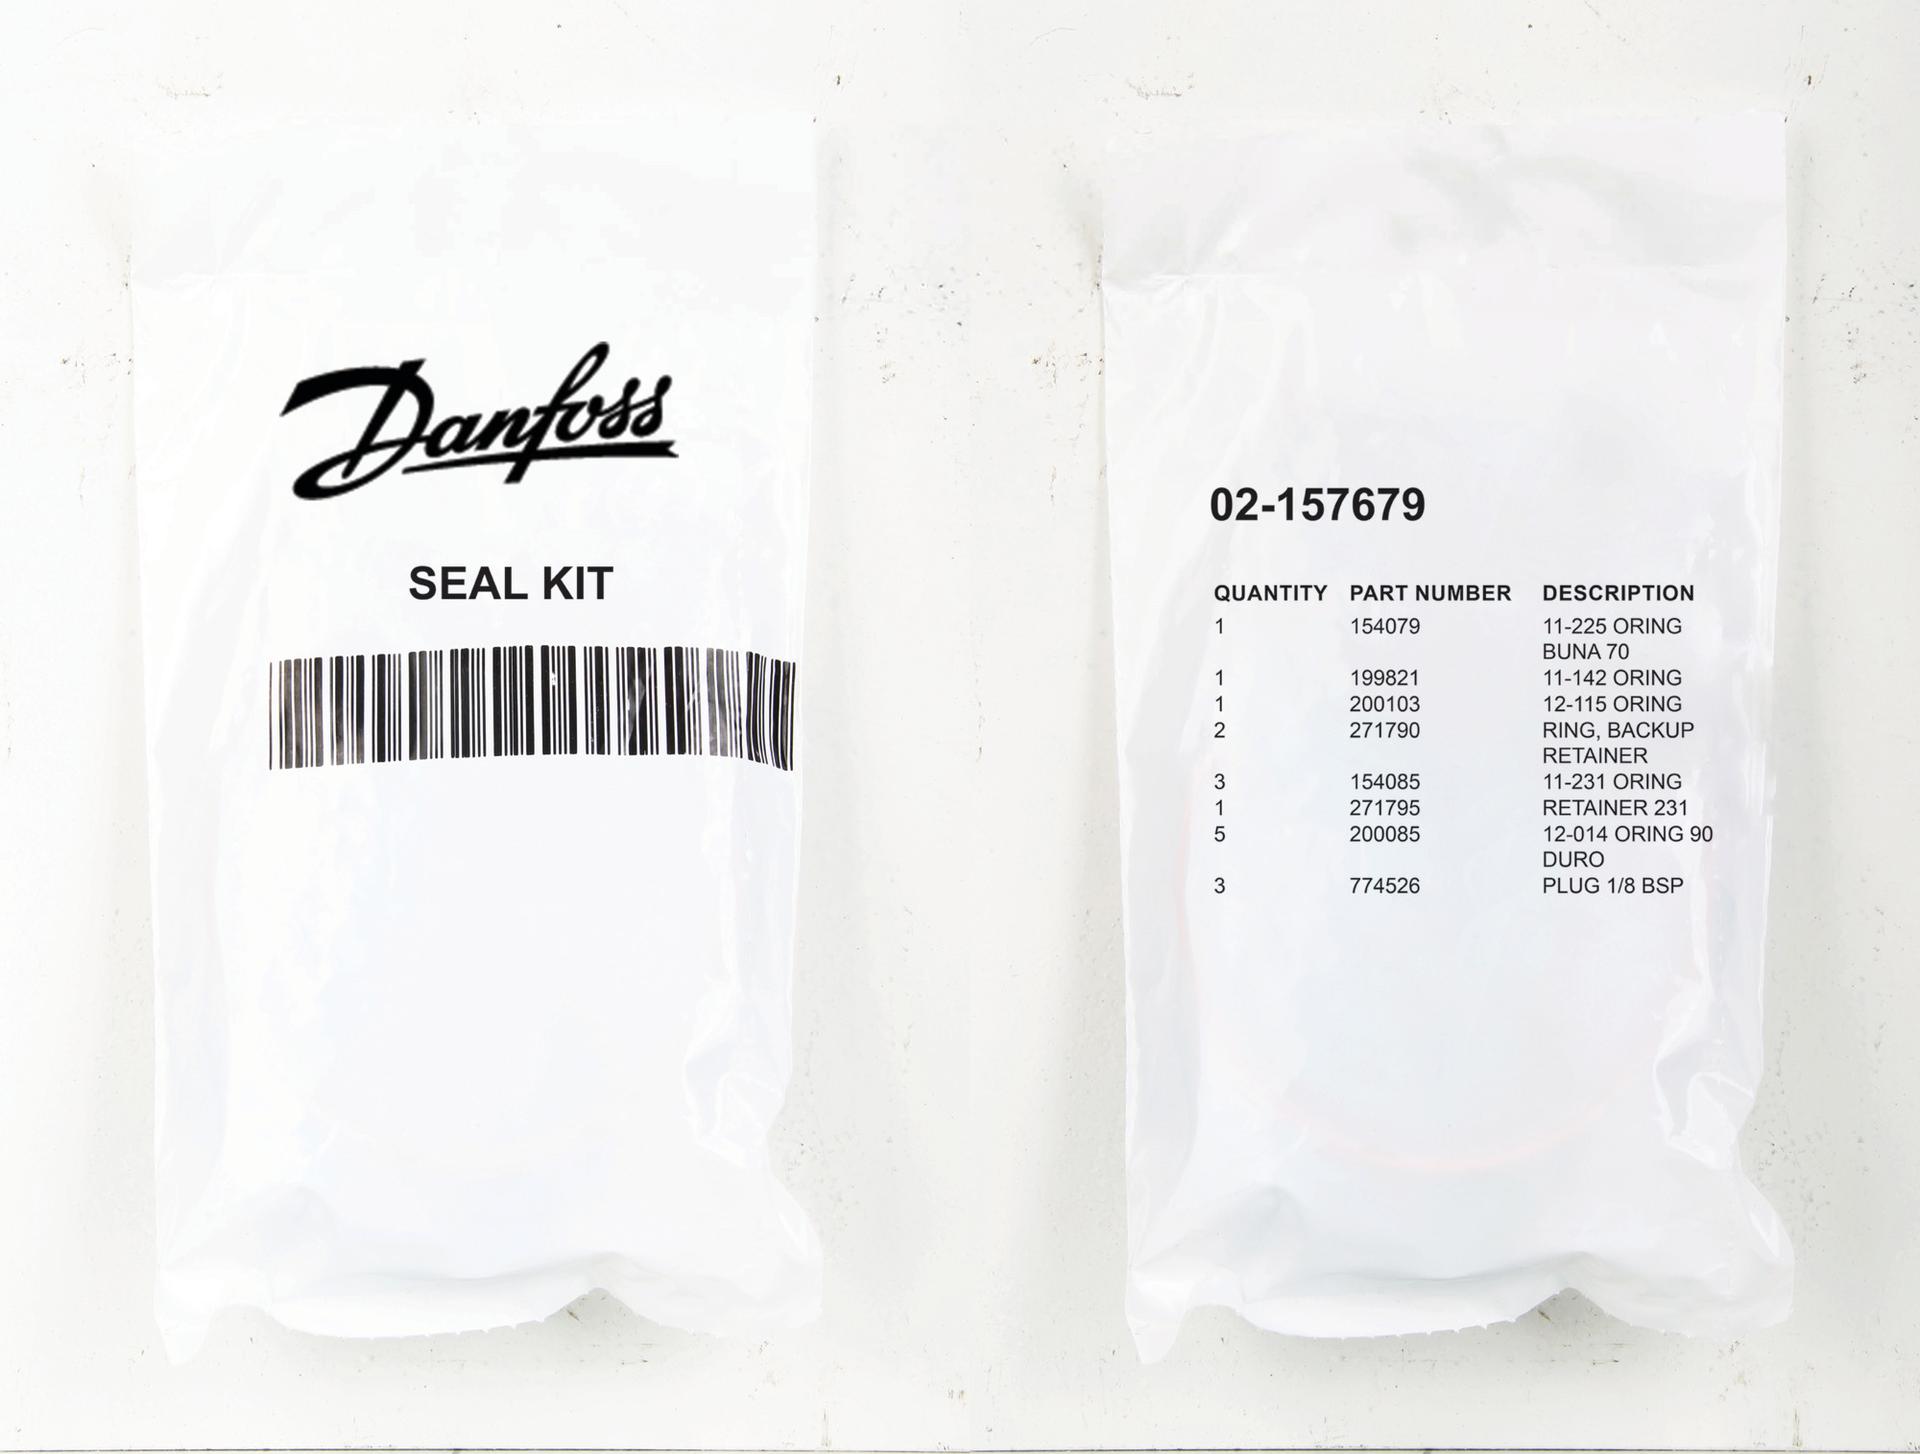 Danfoss
SEAL KIT
02-157679
QUANTITY PART NUMBER DESCRIPTION
1 154079 11-225 ORING
BUNA 70
1 199821 11-142 ORING
1 200103 12-115 ORING
2 271790 RING, BACKUP
RETAINER
3 154085 11-231 ORING
1 271795 RETAINER 231
5 200085 12-014 ORING 90
DURO
3 774526 PLUG 1/8 BSP